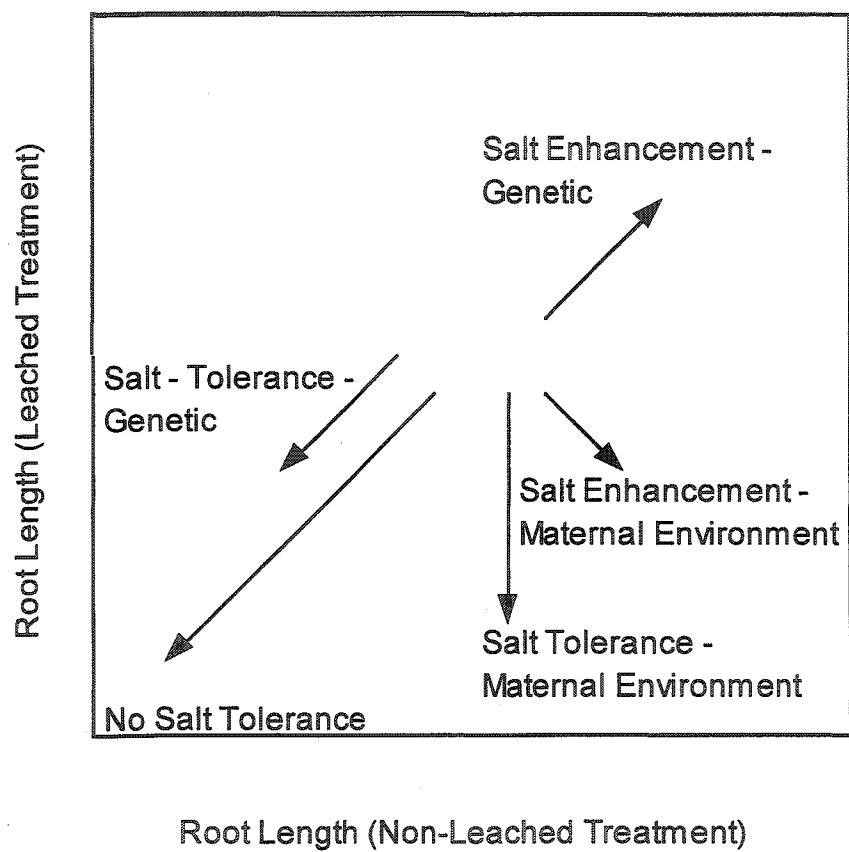 Root Length (Leached Treatment)
Salt Enhancement -
Genetic
Salt - Tolerance -
Genetic
Salt Enhancement -
Maternal Environment
Salt Tolerance -
Maternal Environment
No Salt Tolerance
Root Length (Non-Leached Treatment)